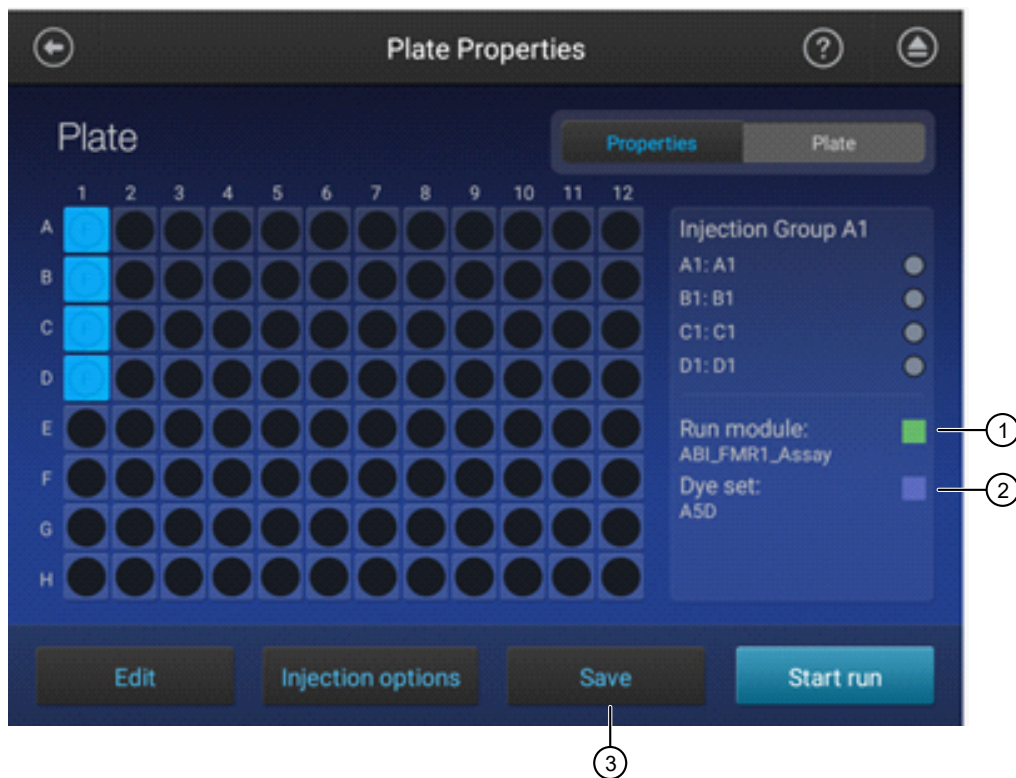 Plate Properties
?
Plate
Properties Plate
1 2 3 4 5 6 7 8 9 10 11 12
A F
B F
C F
D F
E
F
G
H
Injection Group A1
A1: A1
B1: B1
C1: C1
D1: D1
Run module:
ABI_FMR1_Assay
Dye set:
A5D
1
2
Edit Injection options Save Start run
3